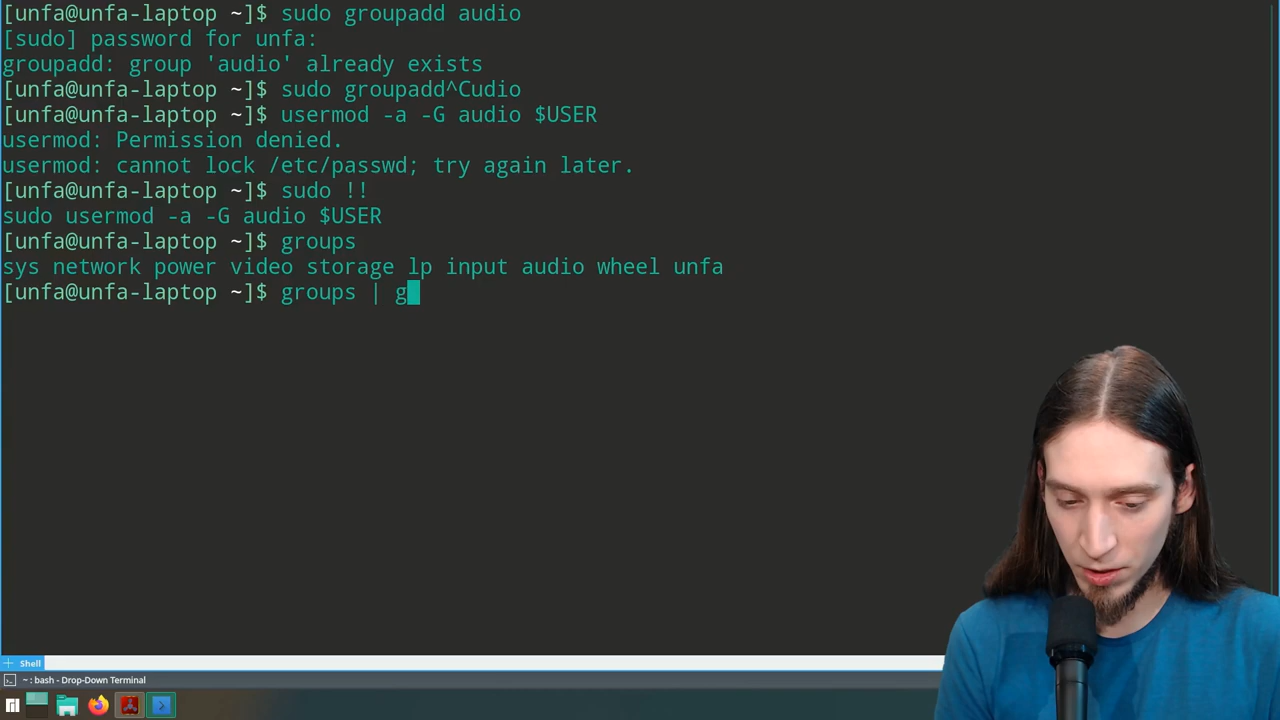 [unfa@unfa-laptop ~]$ sudo groupadd audio
[sudo] password for unfa:
groupadd: group 'audio' already exists
[unfa@unfa-laptop ~]$ sudo groupadd^Cudio
[unfa@unfa-laptop ~]$ usermod -a -G audio $USER
usermod: Permission denied.
usermod: cannot lock /etc/passwd; try again later.
[unfa@unfa-laptop ~]$ sudo !!
sudo usermod -a -G audio $USER
[unfa@unfa-laptop ~]$ groups
sys network power video storage lp input audio wheel unfa
[unfa@unfa-laptop ~]$ groups | g
Shell
~ : bash - Drop-Down Terminal